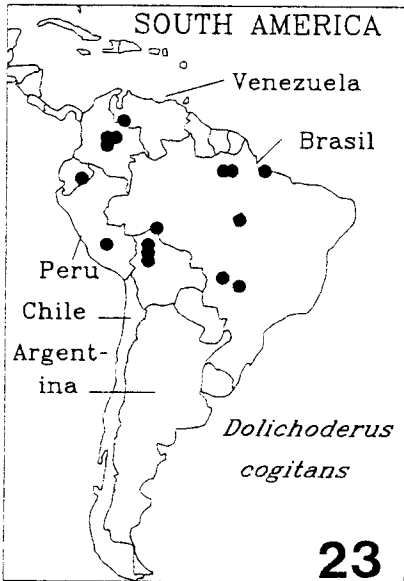 SOUTH AMERICA
Venezuela
Brasil
Peru
Chile
Argent-
ina
Dolichoderus
cogitans
23